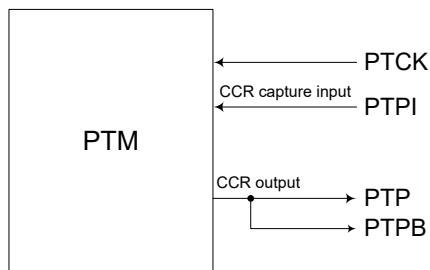 PTCK
CCR capture input
PTPI
PTM
CCR output
PTP
PTPB